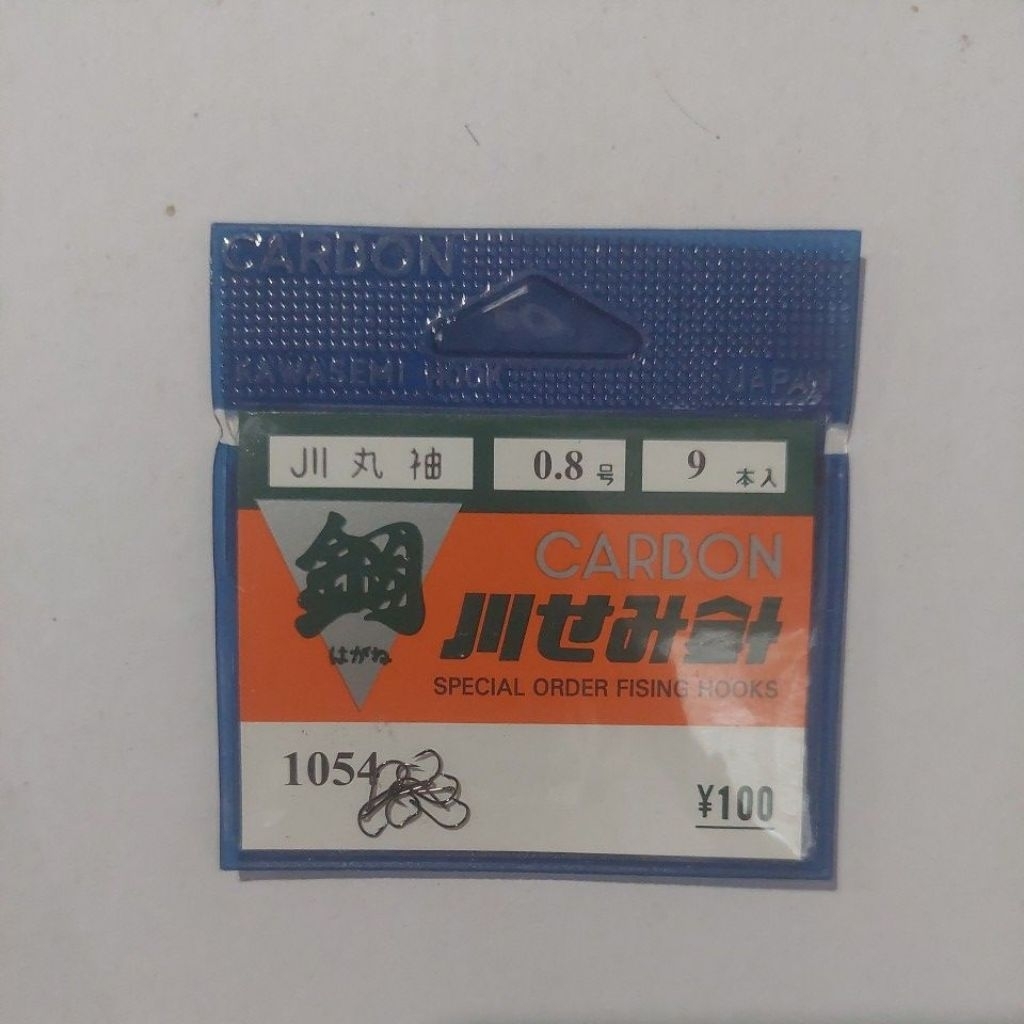 CARBON
KAWASEMI HOOK JAPAN
川丸袖 0.8号 9本入
鋼
はがね
CARBON
川せみ針
SPECIAL ORDER FISING HOOKS
1054
¥100